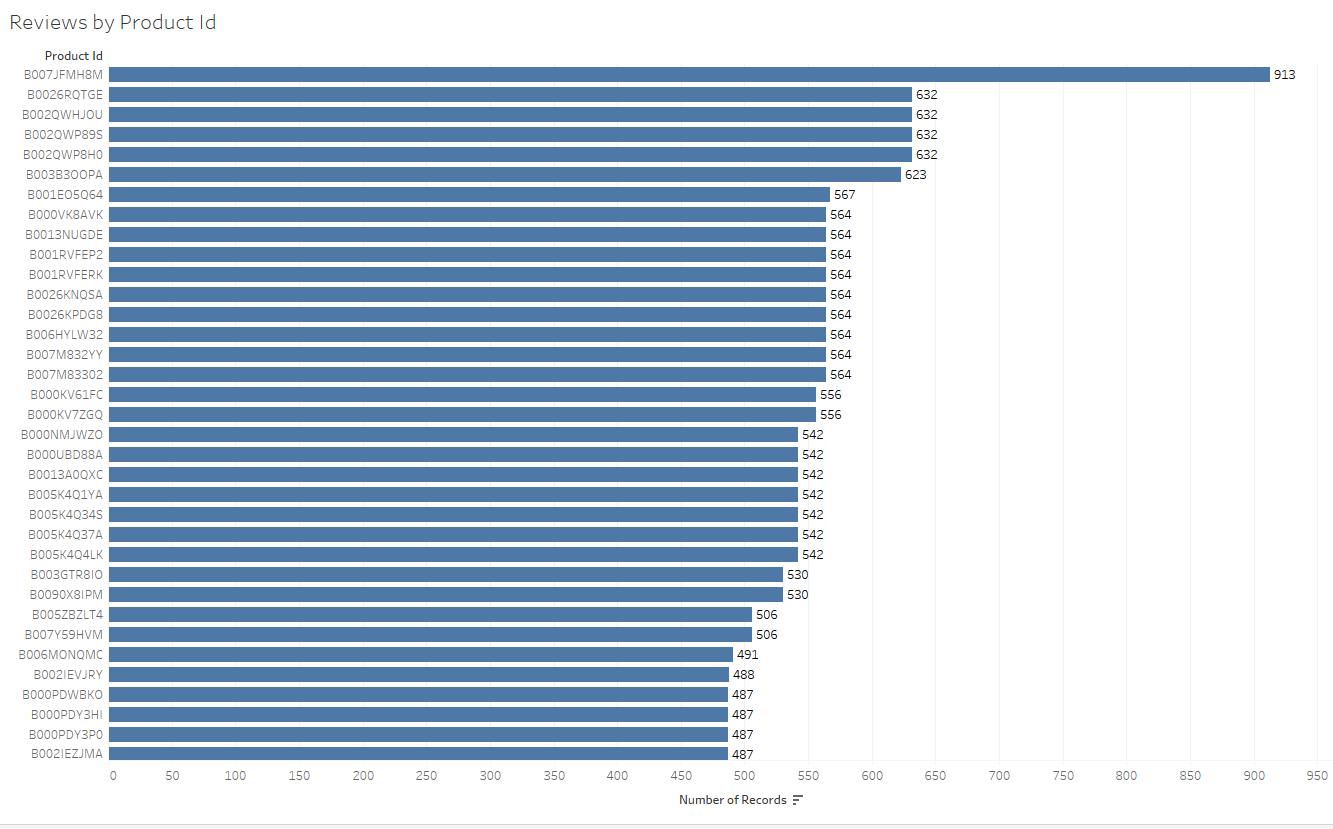 Reviews by Product Id
Product Id
B007JFMH8M 913
B0026RQTGE 632
B002QWHJOU 632
B002QWP89S 632
B002QWP8H0 632
B003B3OOPA 623
B001EO5Q64 567
B000VK8AVK 564
B0013NUGDE 564
B001RVFEP2 564
B001RVFERK 564
B0026KNQSA 564
B0026KPDG8 564
B006HYLW32 564
B007M832YY 564
B007M83302 564
B000KV61FC 556
B000KV7ZGQ 556
B000NMJWZO 542
B000UBD88A 542
B0013A0QXC 542
B005K4Q1YA 542
B005K4Q34S 542
B005K4Q37A 542
B005K4Q4LK 542
B003GTR8IO 530
B0090X8IPM 530
B005ZBZLT4 506
B007Y59HVM 506
B006MONQMC 491
B002IEVJRY 488
B000PDWBKO 487
B000PDY3HI 487
B000PDY3P0 487
B002IEZJMA 487
0 50 100 150 200 250 300 350 400 450 500 550 600 650 700 750 800 850 900 950
Number of Records